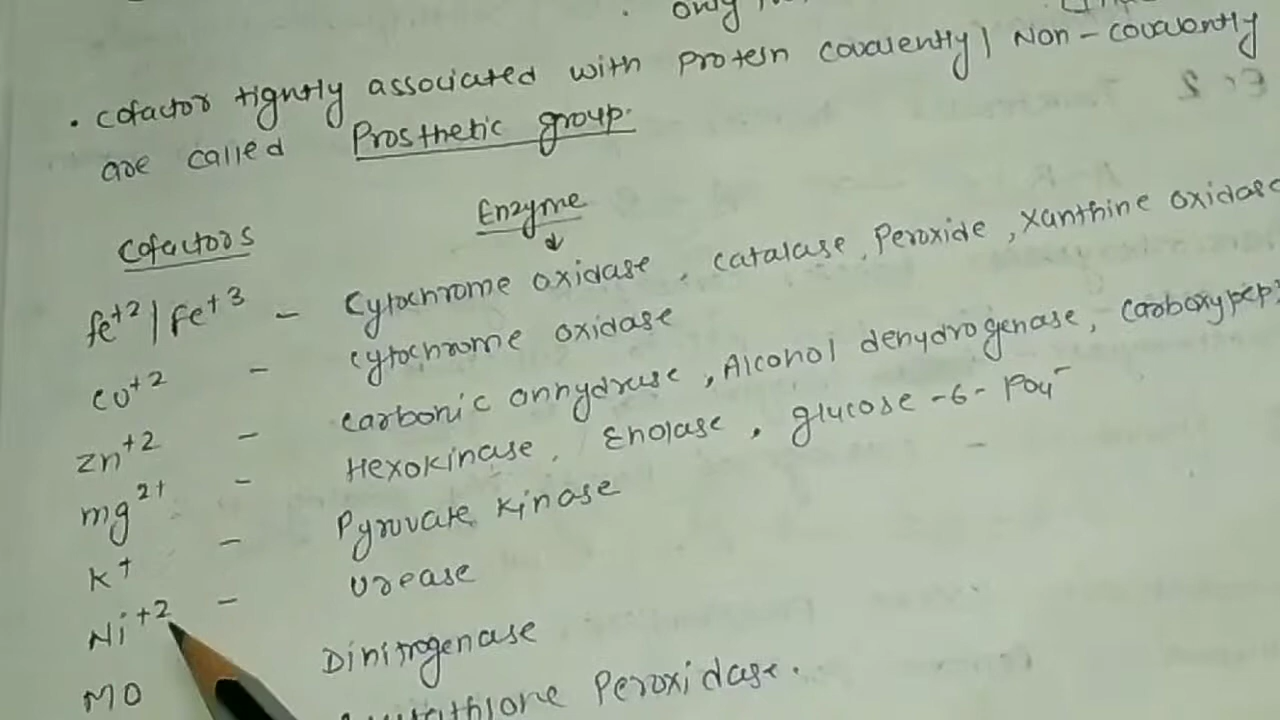 . only
. Cofactor tightly associated with protein covalently | Non-covalently
are called Prosthetic group.
Cofactors Enzyme
↓
Fe+2 | Fe+3 - Cytochrome oxidase, Catalase, Peroxide, Xanthine oxidase
Cu+2 - Cytochrome oxidase
Zn+2 - Carbonic anhydrase, Alcohol dehydrogenase,
Mg2+ - Hexokinase, Enolase, glucose-6-Po4-
K+ - Pyruvate kinase
Ni+2 - Urease
MO Dinitrogenase
Peroxidase.